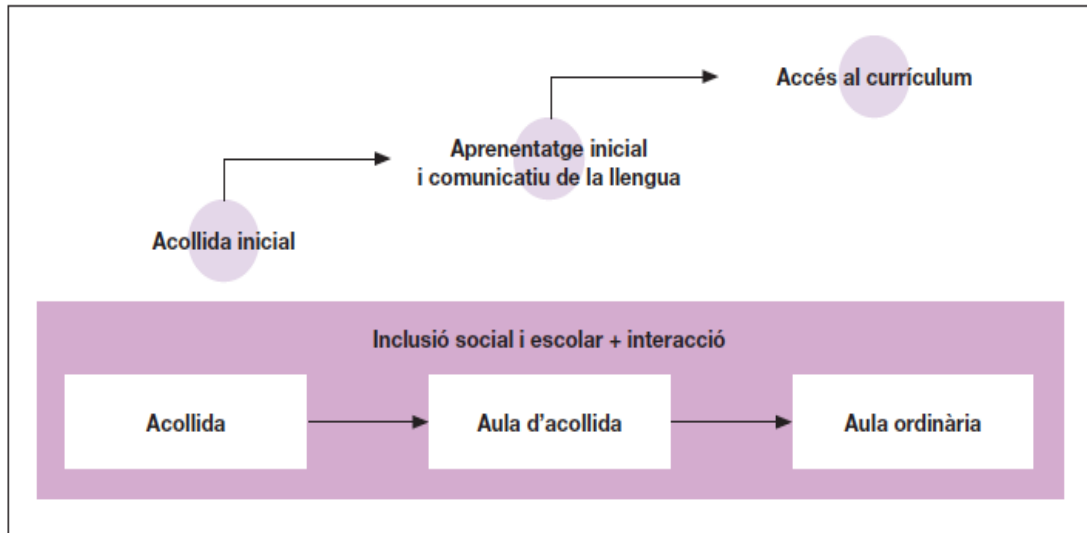 Accés al currículum
Aprenentatge inicial
i comunicatiu de la llengua
Acollida inicial
Inclusió social i escolar + interacció
Acollida
Aula d'acollida
Aula ordinària